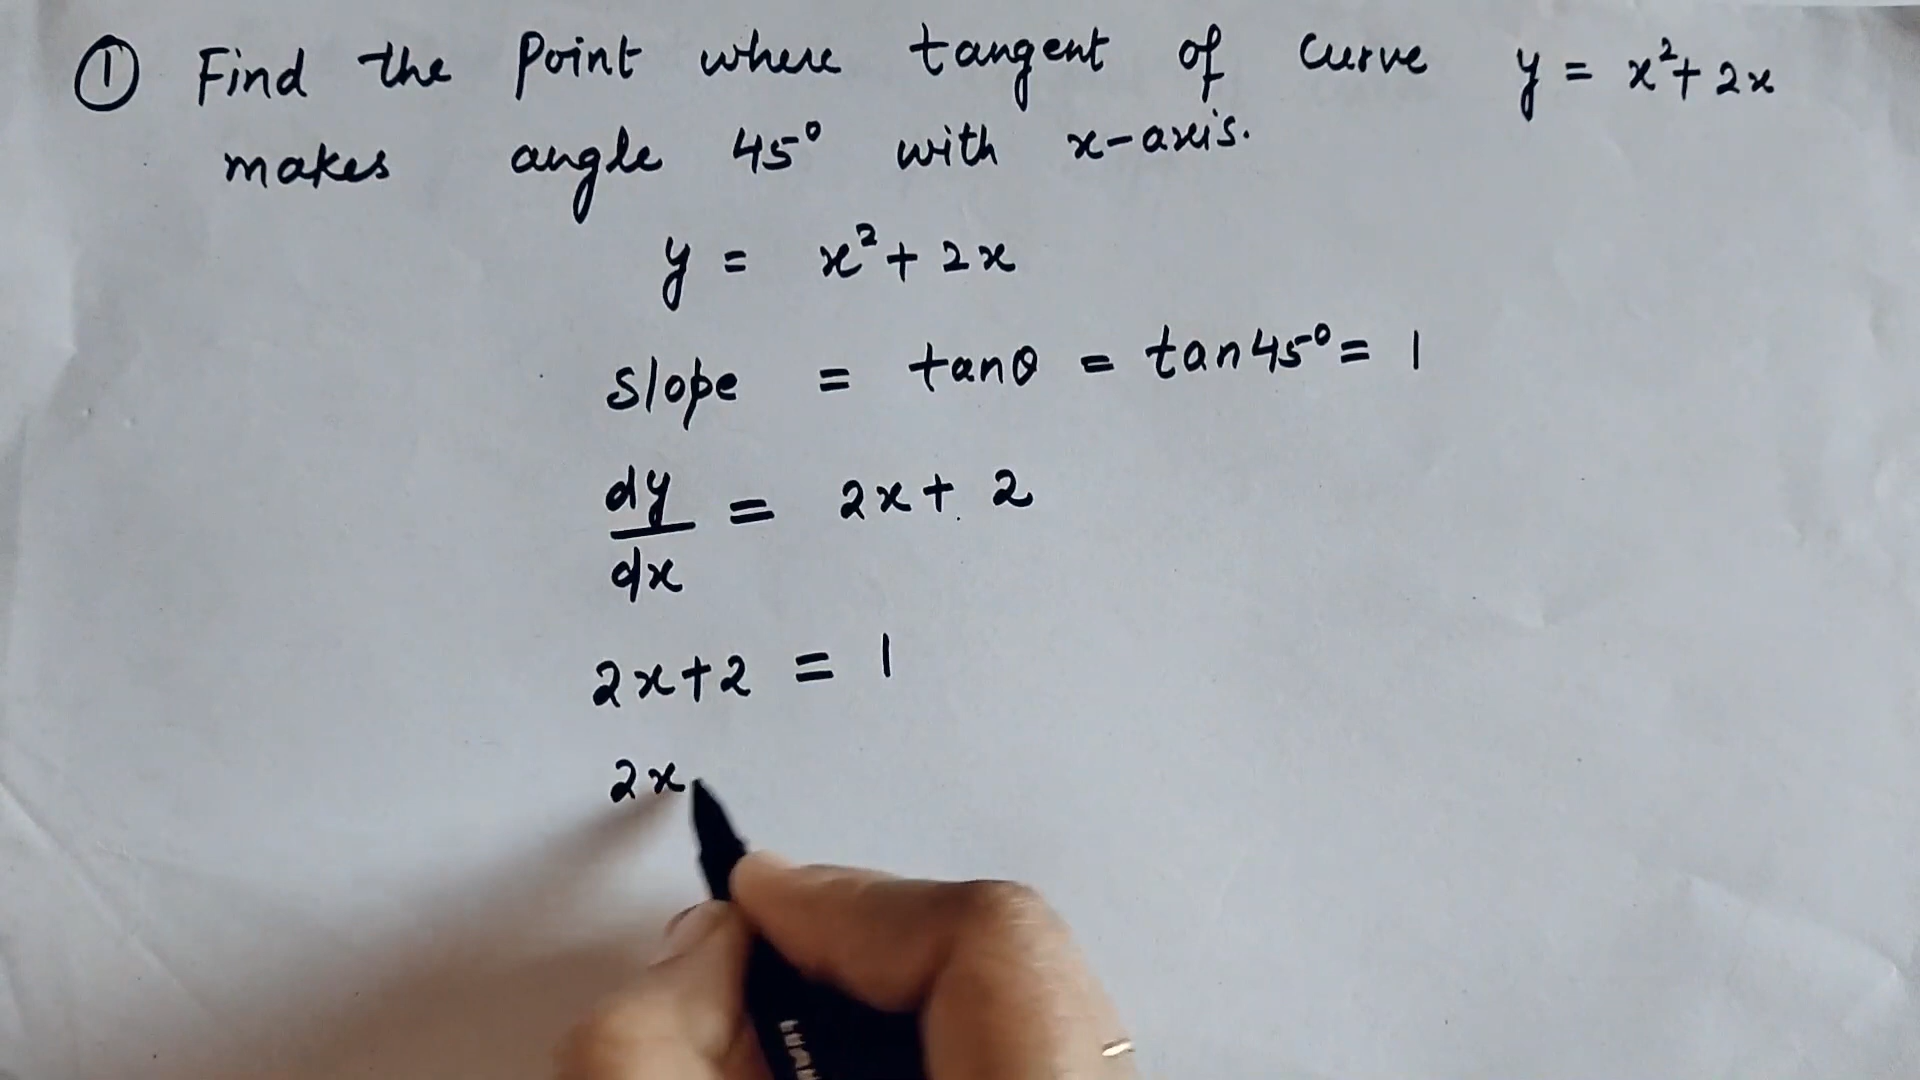 ① Find the Point where tangent of curve y = x²+ 2x
makes angle 45° with x-axis.
y = x²+ 2x
slope = tanθ = tan45° = 1
dy/dx = 2x + 2
2x+2 = 1
2x